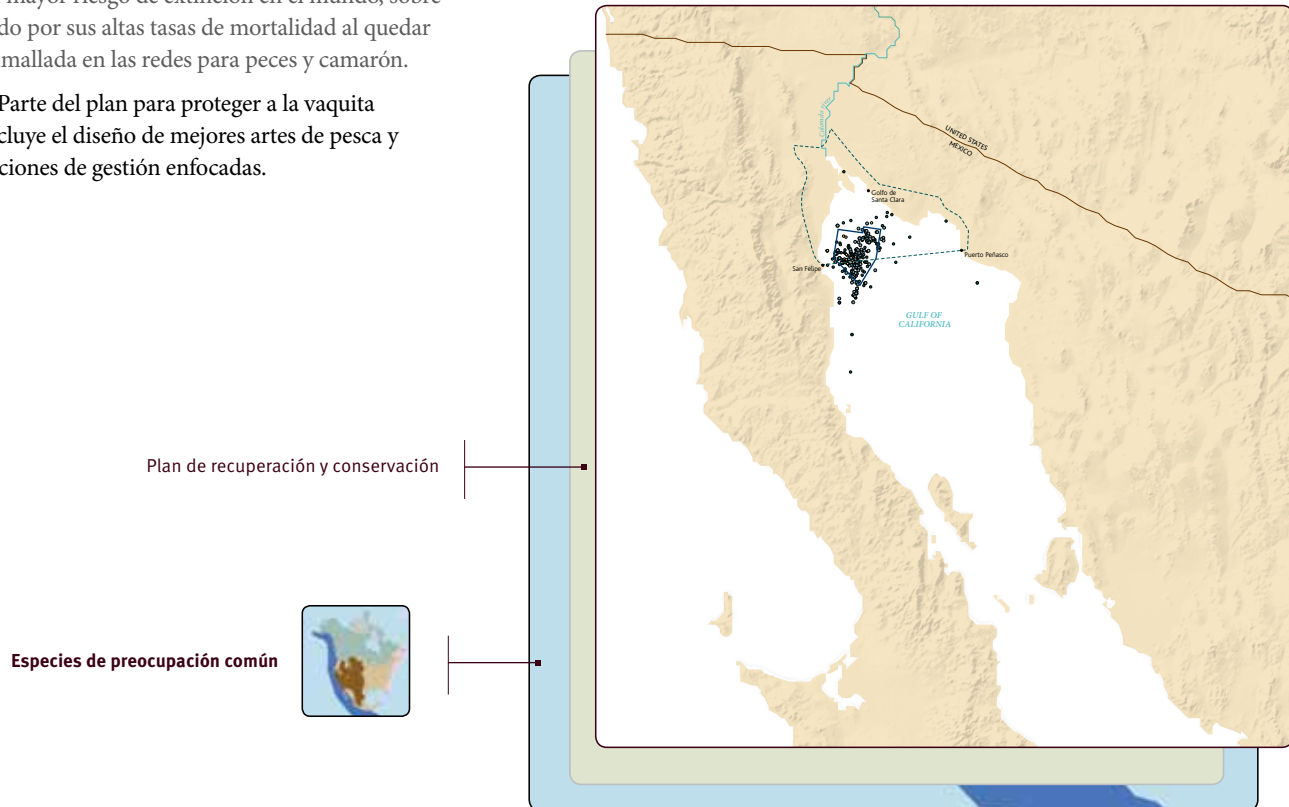 mayor riesgo de extinción en el mundo, sobre
do por sus altas tasas de mortalidad al quedar
mallada en las redes para peces y camarón.
Parte del plan para proteger a la vaquita
cluye el diseño de mejores artes de pesca y
ciones de gestión enfocadas.
Plan de recuperación y conservación
Especies de preocupación común
UNITED STATES
MEXICO
Golfo de
Santa Clara
San Felipe
Puerto Peñasco
GULF OF
CALIFORNIA